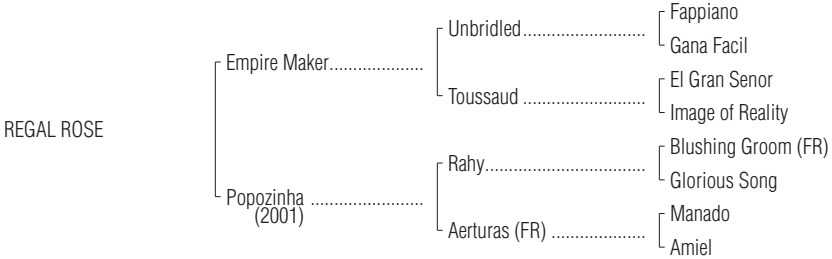 Fappiano
Unbridled
Gana Facil
Empire Maker
El Gran Senor
Toussaud
Image of Reality
REGAL ROSE
Blushing Groom (FR)
Rahy
Glorious Song
Popozinha
(2001)
Manado
Aerturas (FR)
Amiel